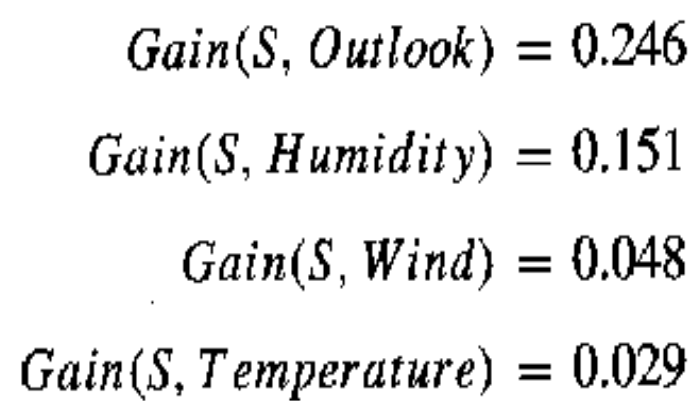 Gain(S, Outlook) = 0.246
Gain(S, Humidity) = 0.151
Gain(S, Wind) = 0.048
Gain(S, Temperature) = 0.029